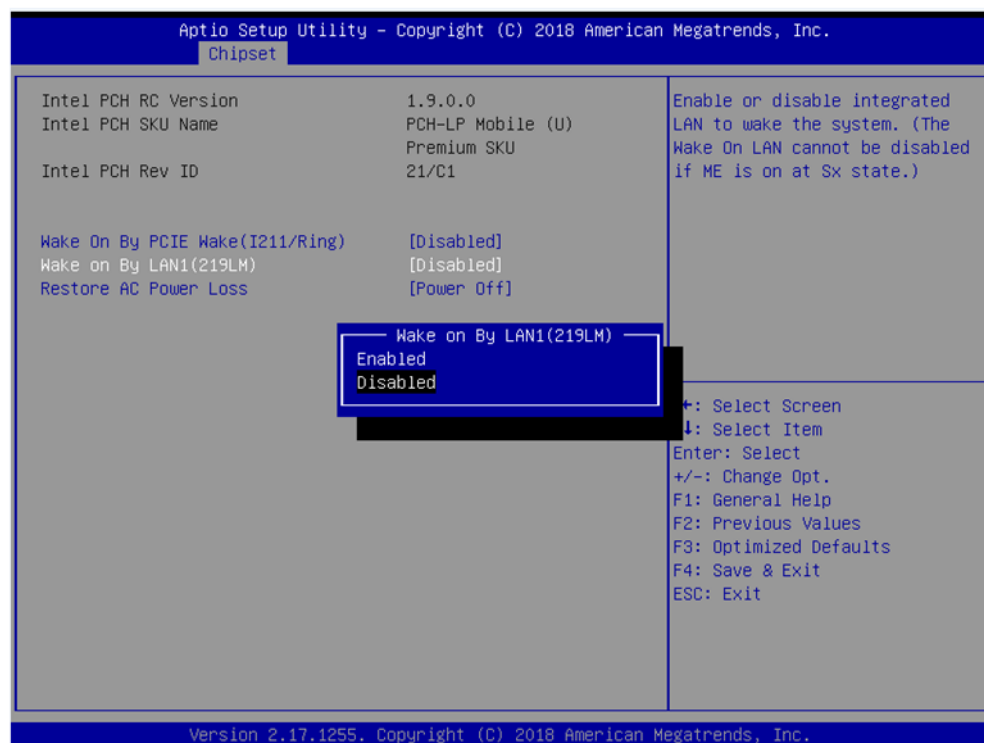 Aptio Setup Utility – Copyright (C) 2018 American Megatrends, Inc.
Chipset
Intel PCH RC Version 1.9.0.0
Intel PCH SKU Name PCH-LP Mobile (U)
Premium SKU
Intel PCH Rev ID 21/C1
Wake On By PCIE Wake(I211/Ring) [Disabled]
Wake on By LAN1(219LM) [Disabled]
Restore AC Power Loss [Power Off]
Wake on By LAN1(219LM)
Enabled
Disabled
Enable or disable integrated
LAN to wake the system. (The
Wake On LAN cannot be disabled
if ME is on at Sx state.)
: Select Screen
: Select Item
Enter: Select
+/-: Change Opt.
F1: General Help
F2: Previous Values
F3: Optimized Defaults
F4: Save & Exit
ESC: Exit
Version 2.17.1255. Copyright (C) 2018 American Megatrends, Inc.